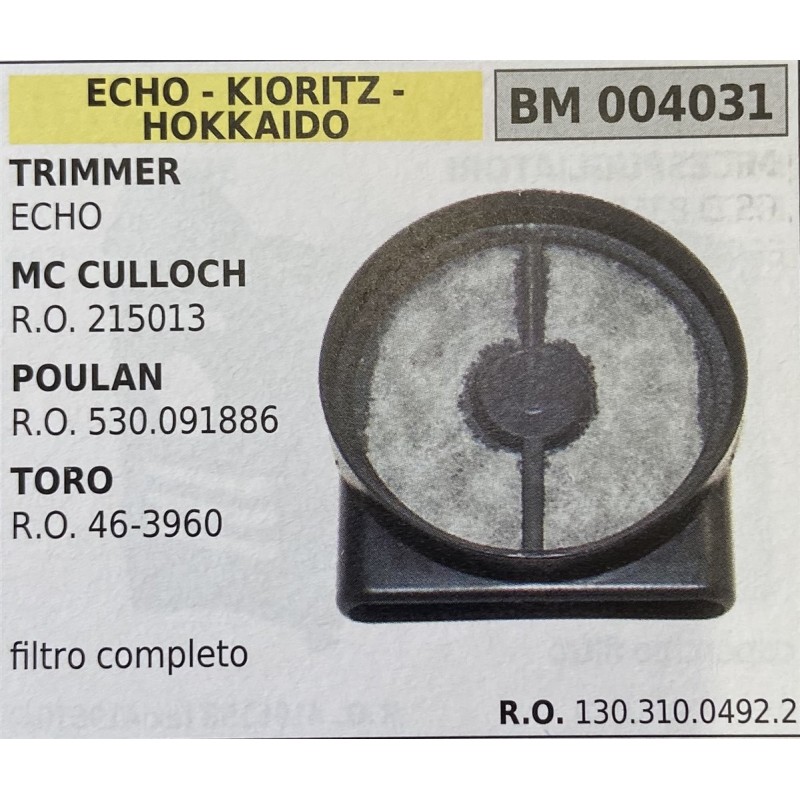 ECHO - KIORITZ -
HOKKAIDO
BM 004031
TRIMMER
ECHO
MC CULLOCH
R.O. 215013
POULAN
R.O. 530.091886
TORO
R.O. 46-3960
filtro completo
R.O. 130.310.0492.2